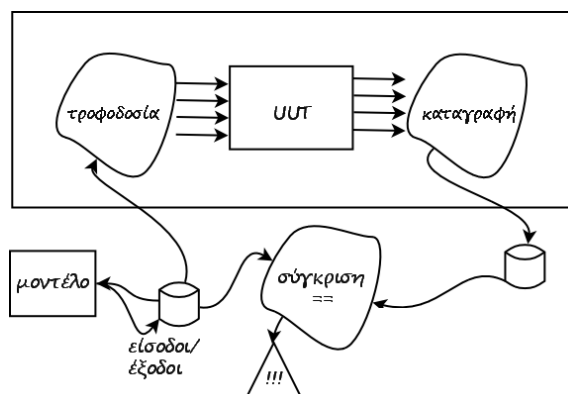 τροφοδοσία
UUT
καταγραφή
μοντέλο
σύγκριση
==
είσοδοι/
έξοδοι
!!!